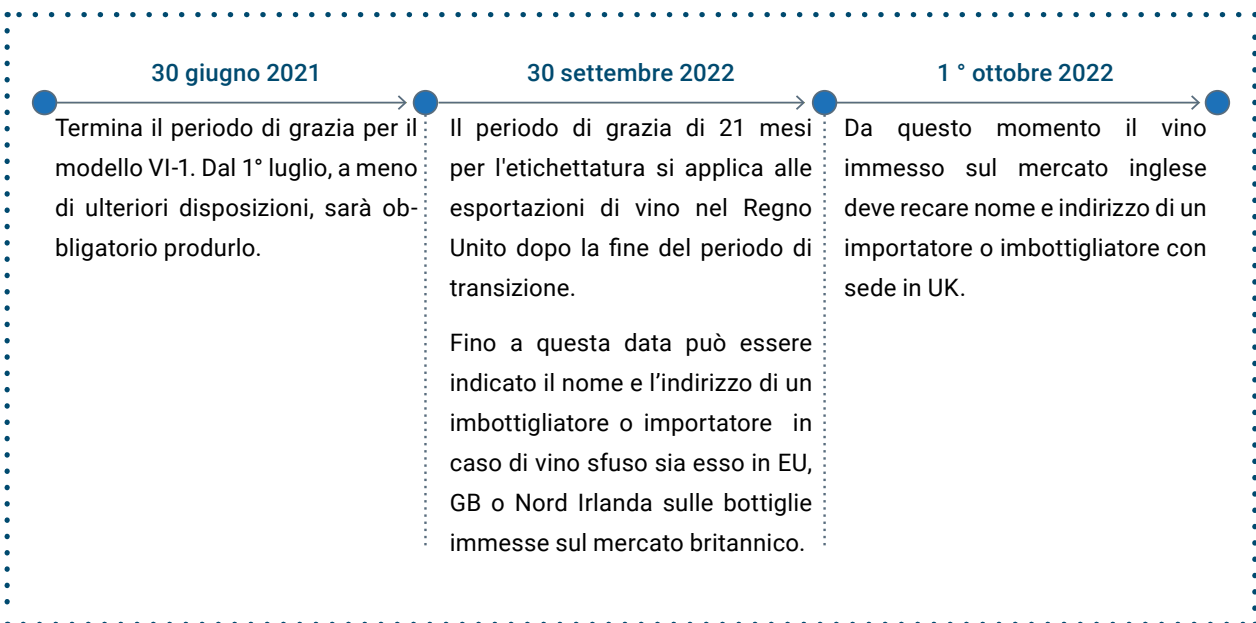 30 giugno 2021
Termina il periodo di grazia per il
modello VI-1. Dal 1° luglio, a meno
di ulteriori disposizioni, sarà ob-
bligatorio produrlo.
30 settembre 2022
Il periodo di grazia di 21 mesi
per l'etichettatura si applica alle
esportazioni di vino nel Regno
Unito dopo la fine del periodo di
transizione.
Fino a questa data può essere
indicato il nome e l’indirizzo di un
imbottigliatore o importatore in
caso di vino sfuso sia esso in EU,
GB o Nord Irlanda sulle bottiglie
immesse sul mercato britannico.
1 ° ottobre 2022
Da questo momento il vino
immesso sul mercato inglese
deve recare nome e indirizzo di un
importatore o imbottigliatore con
sede in UK.